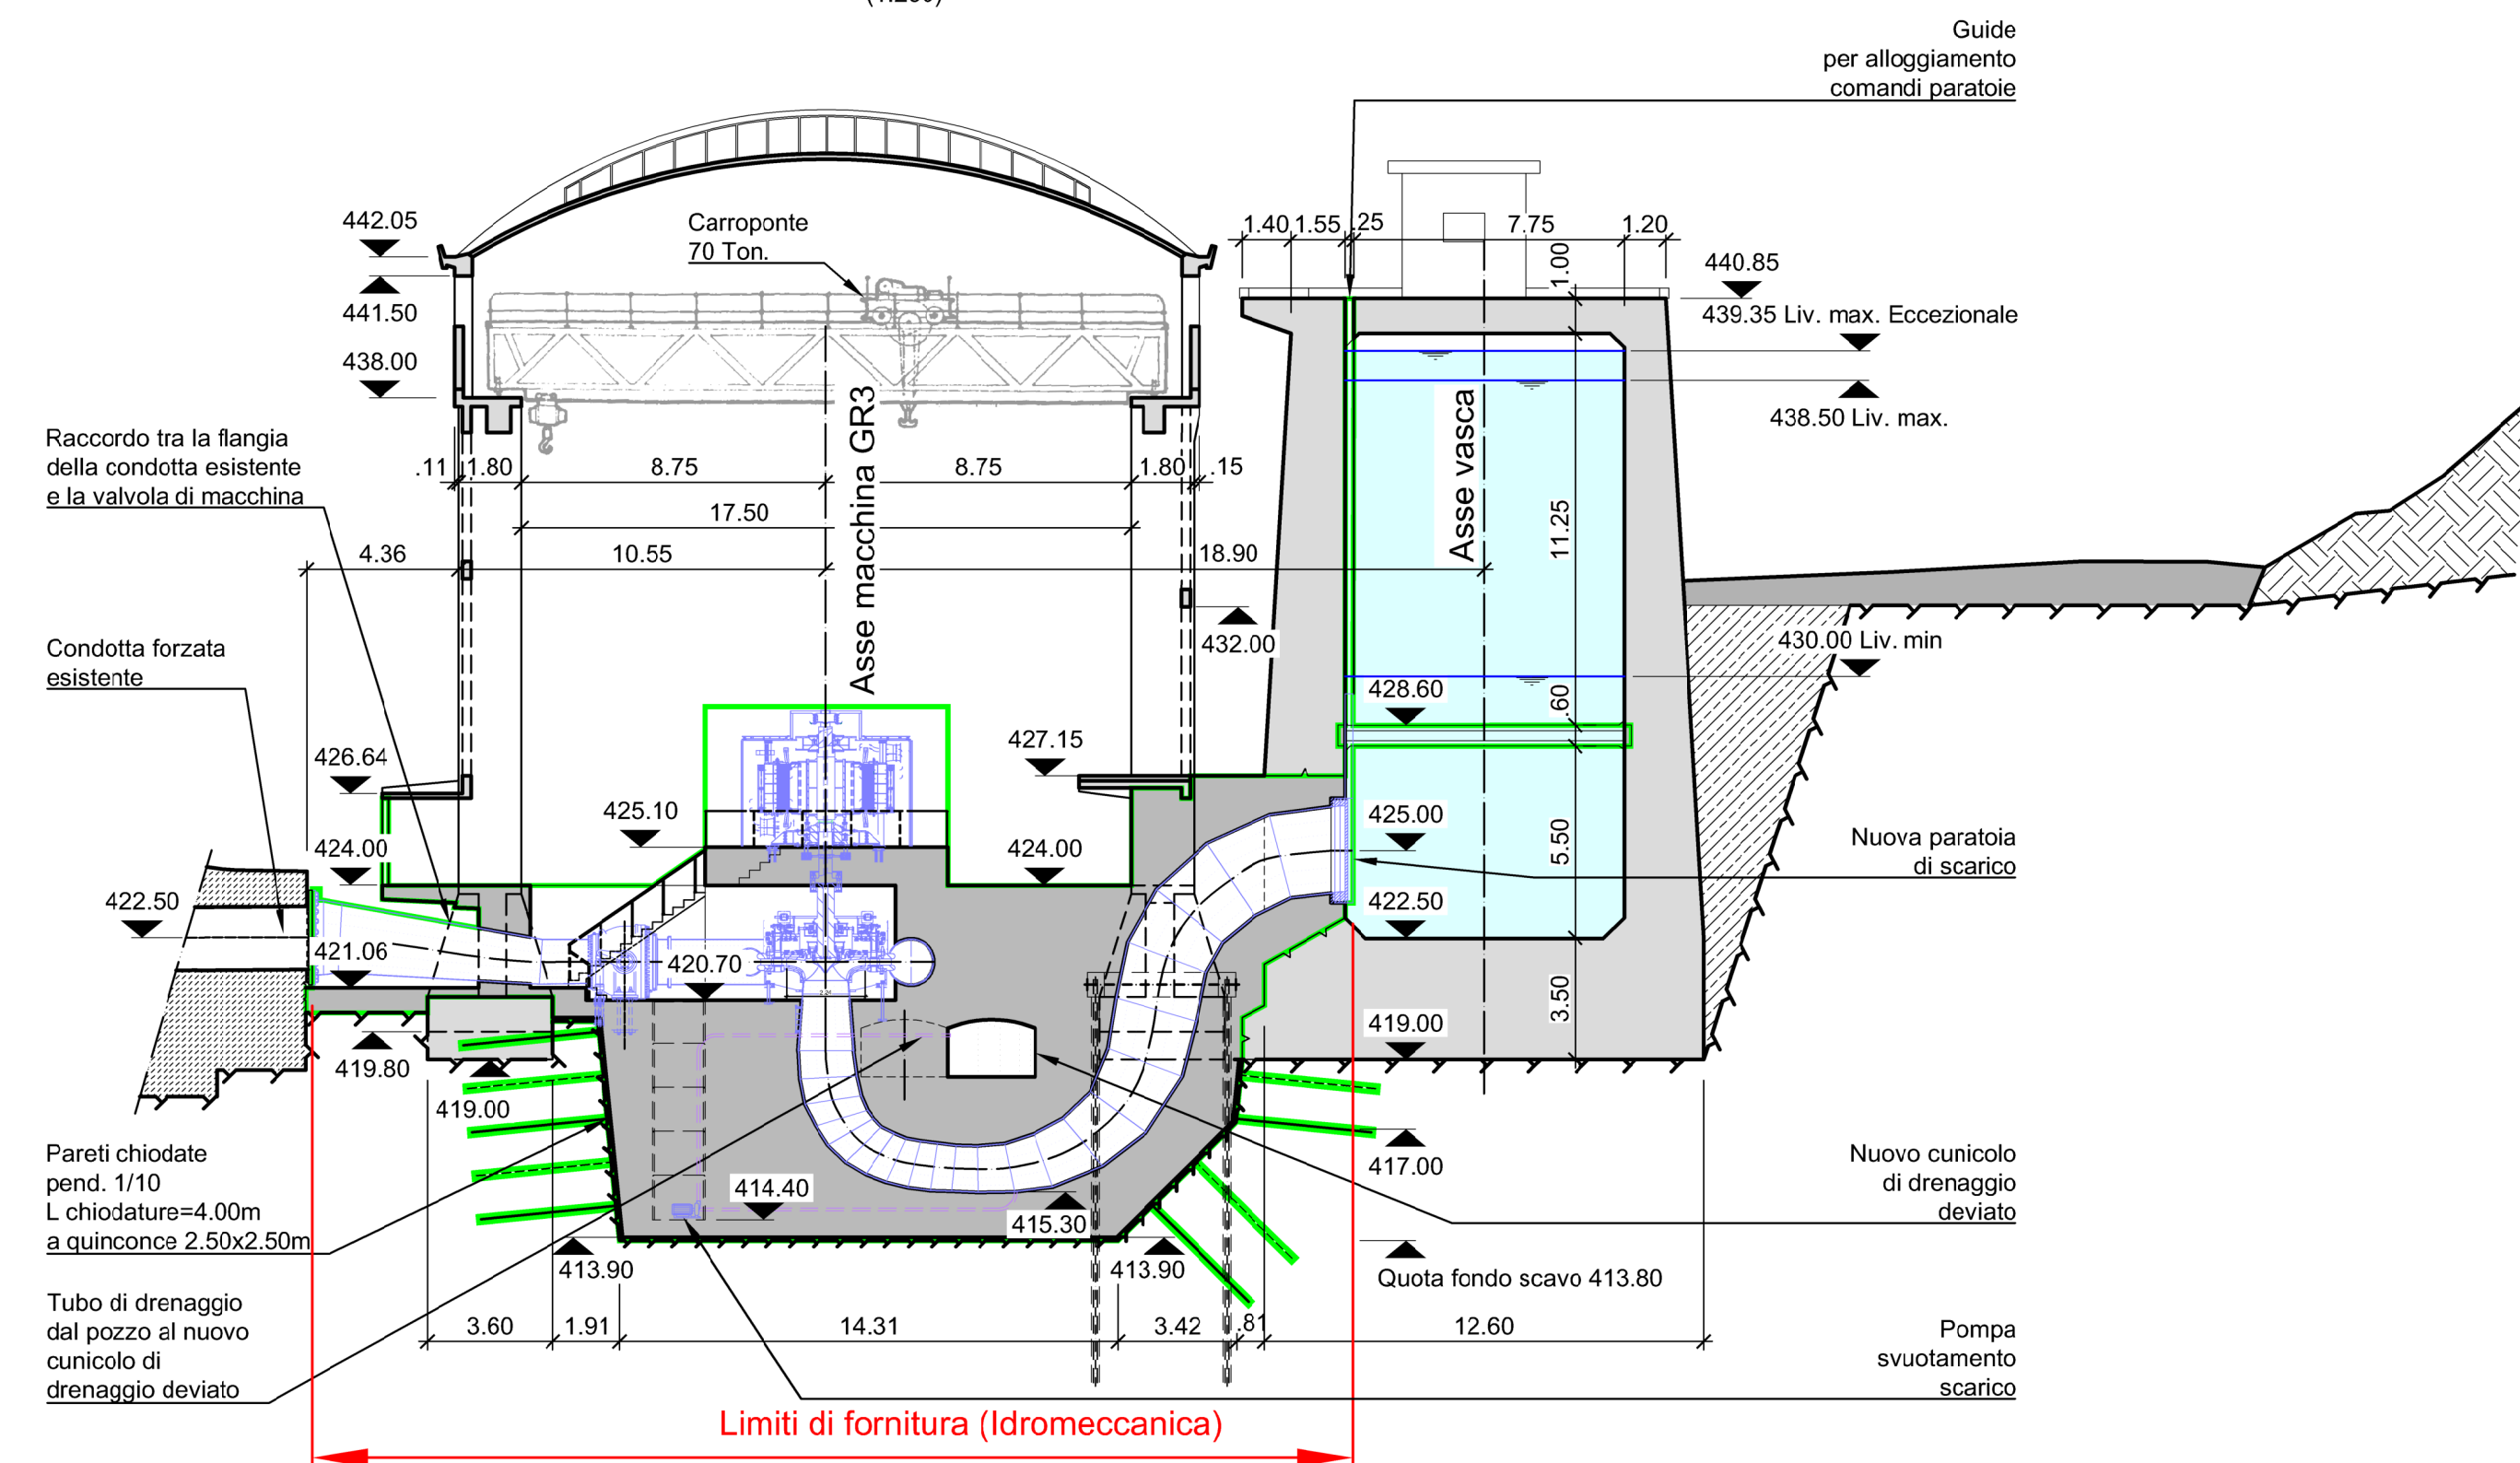 Guide
per alloggiamento
comandi paratoie
442.05
441.50
438.00
Carroponte
70 Ton.
1.40
1.55
.25
7.75
1.20
1.00
440.85
439.35 Liv. max. Eccezionale
438.50 Liv. max.
Raccordo tra la flangia
della condotta esistente
e la valvola di macchina
.11
1.80
8.75
8.75
1.80
.15
17.50
4.36
10.55
18.90
Asse macchina GR3
Asse vasca
11.25
432.00
430.00 Liv. min
Condotta forzata
esistente
428.60
.60
426.64
427.15
425.10
425.00
5.50
424.00
424.00
Nuova paratoia
di scarico
422.50
422.50
421.06
420.70
3.50
419.00
419.80
419.00
Pareti chiodate
pend. 1/10
L chiodature=4.00m
a quinconce 2.50x2.50m
414.40
415.30
417.00
Nuovo cunicolo
di drenaggio
deviato
413.90
413.90
Quota fondo scavo 413.80
Tubo di drenaggio
dal pozzo al nuovo
cunicolo di
drenaggio deviato
3.60
1.91
14.31
3.42
.81
12.60
Pompa
svuotamento
scarico
Limiti di fornitura (Idromeccanica)